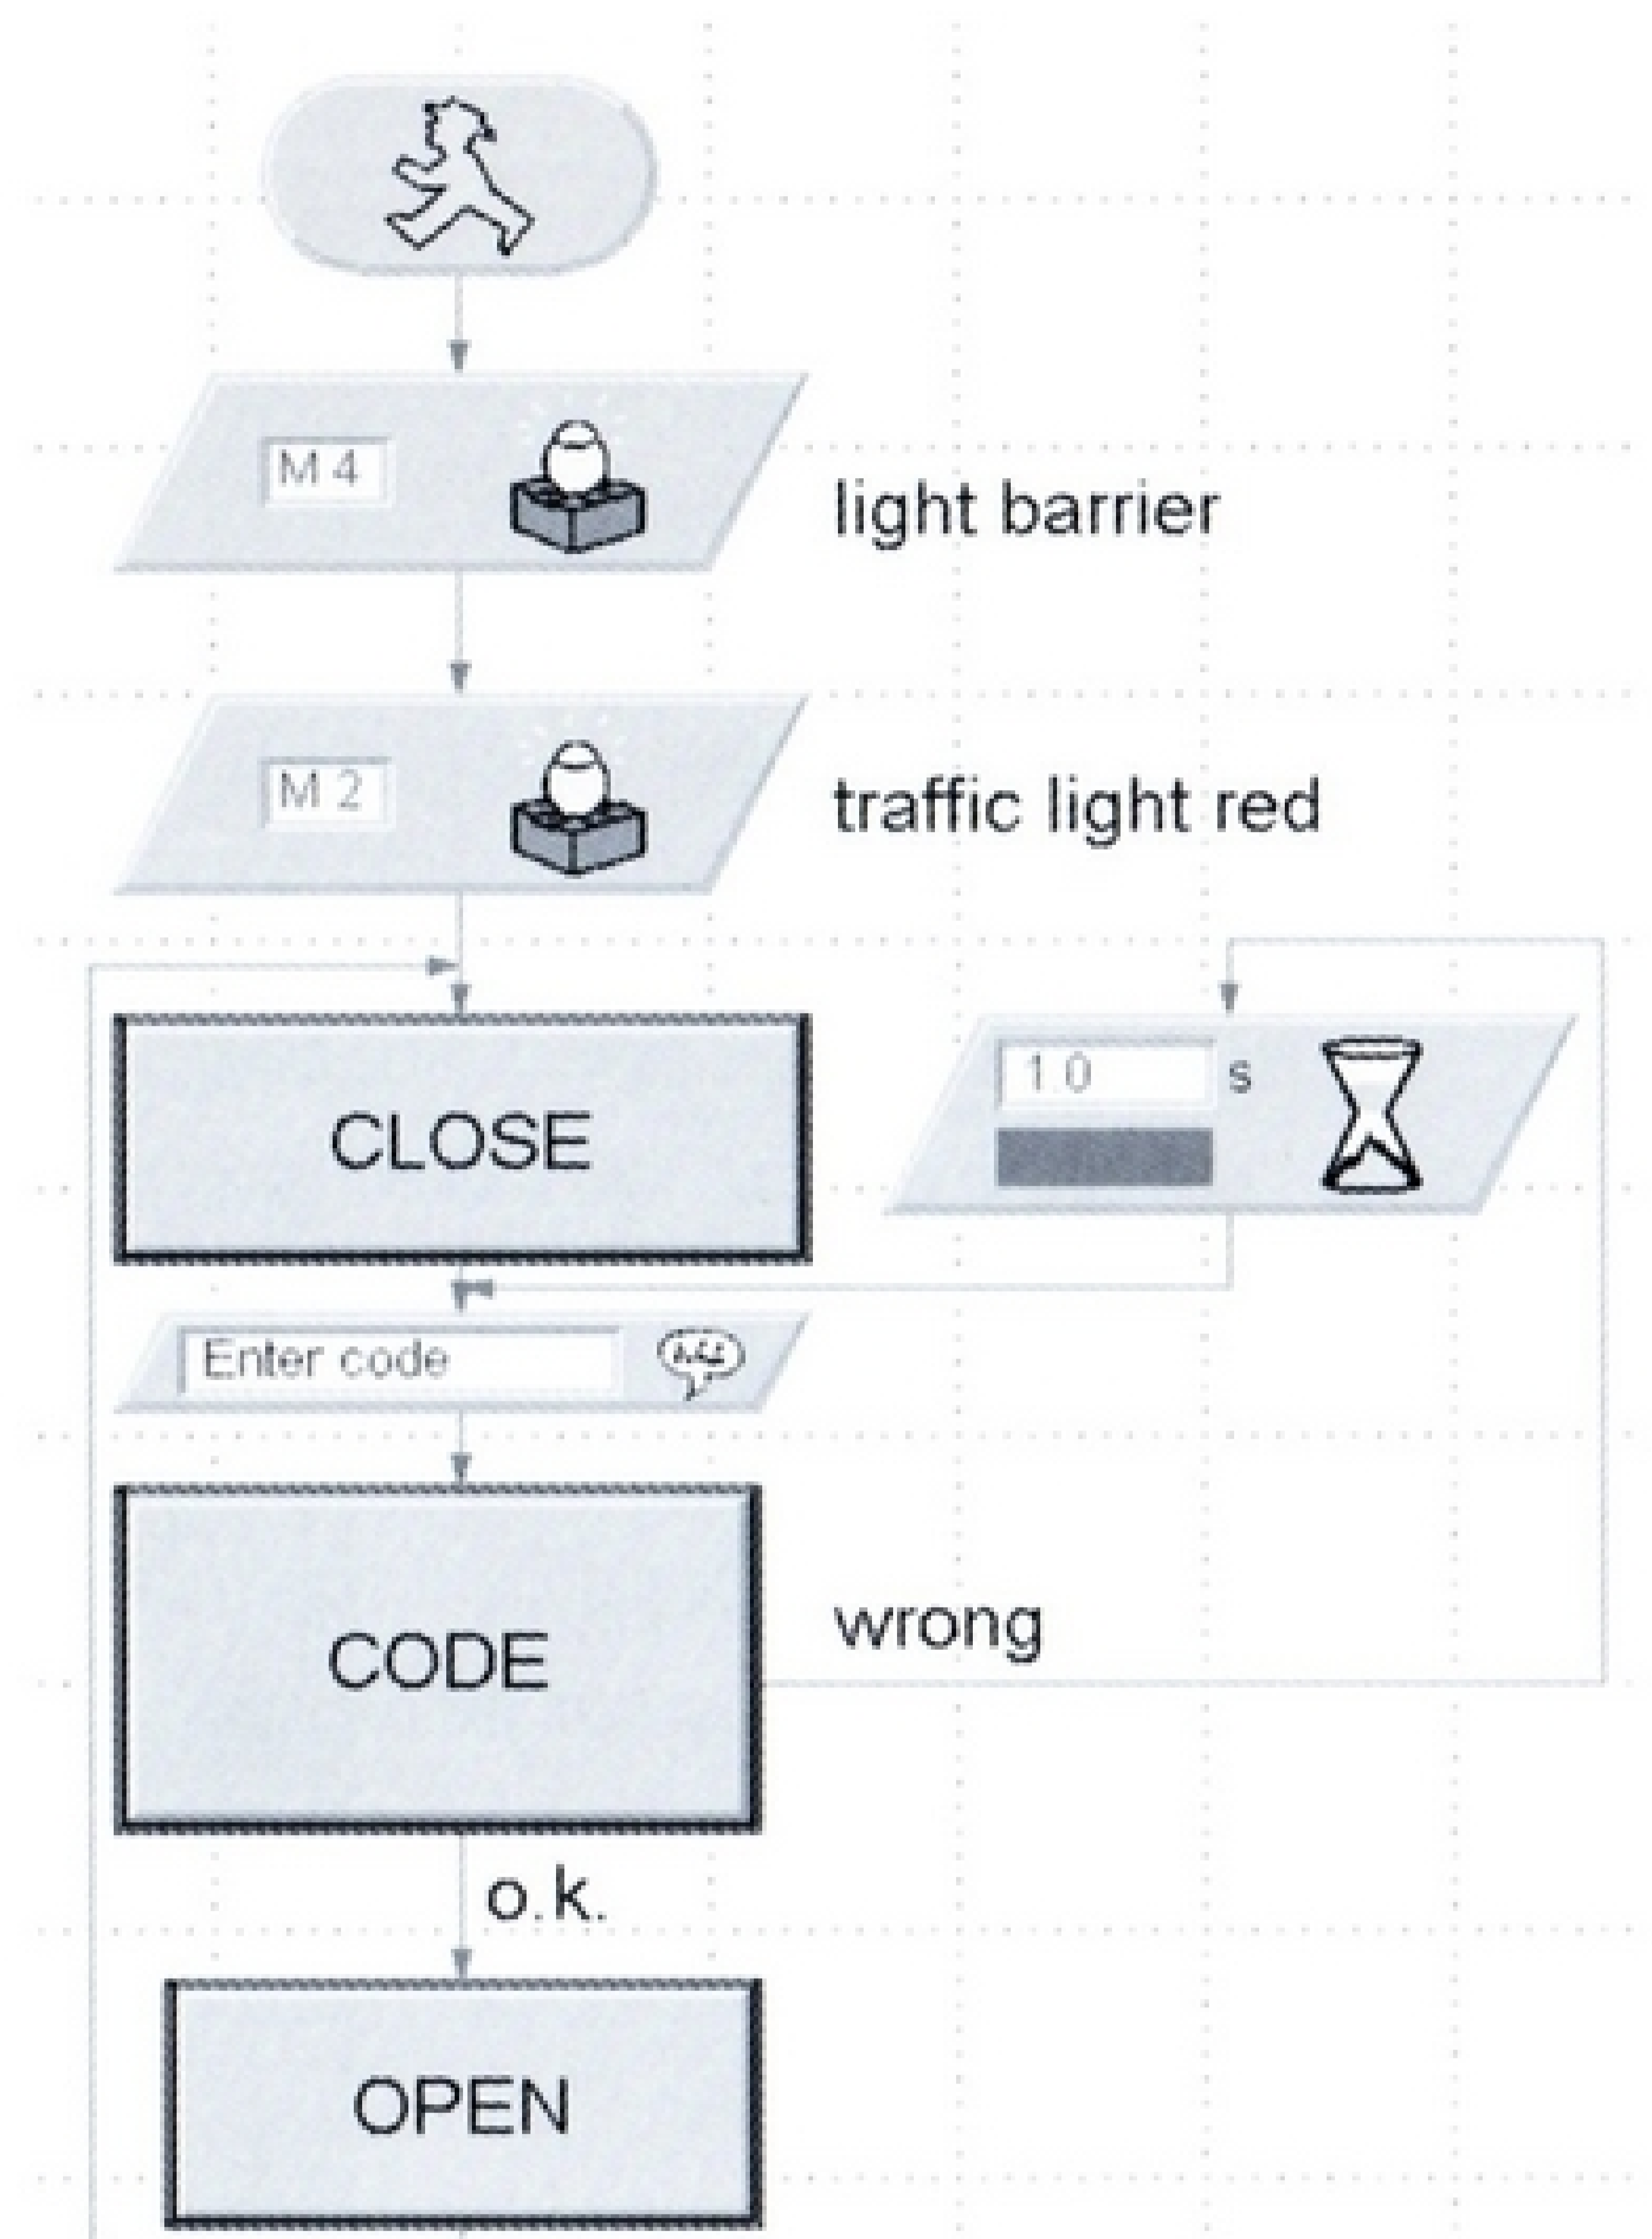 M 4
light barrier
M 2
traffic light red
CLOSE
1.0 s
Enter code
CODE
wrong
o.k.
OPEN